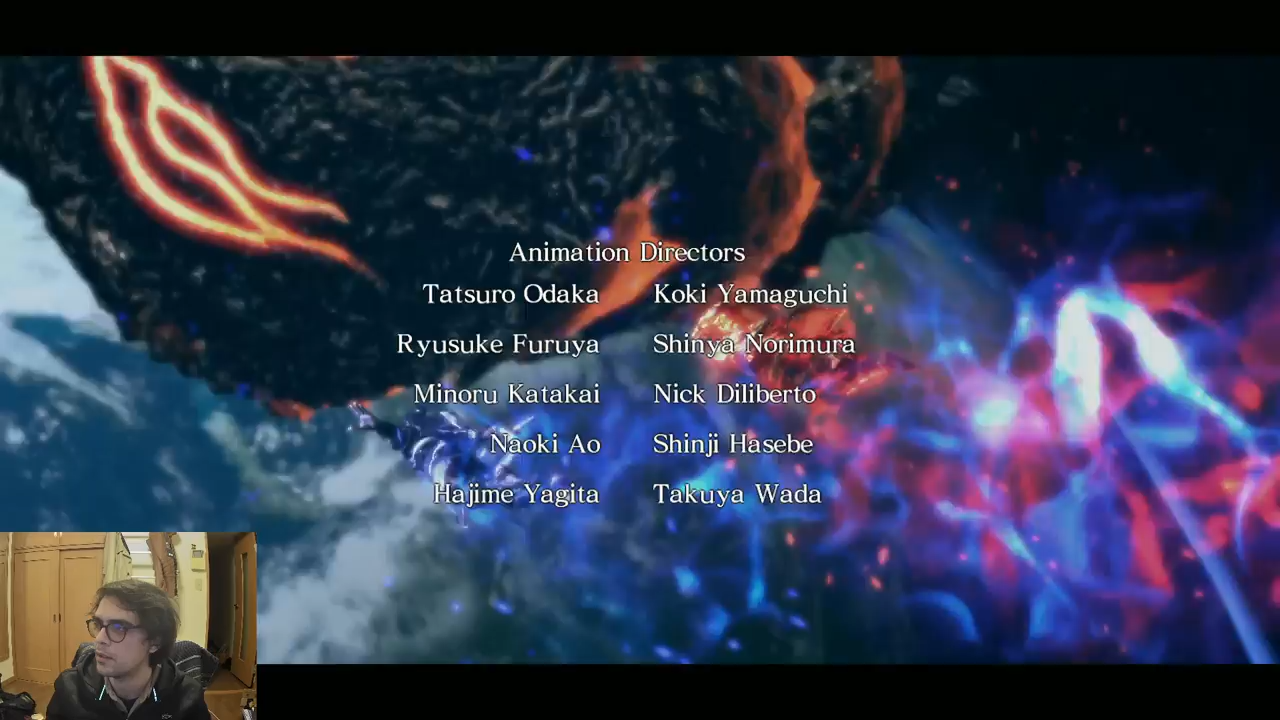 Animation Directors
Tatsuro Odaka Koki Yamaguchi
Ryusuke Furuya Shinya Norimura
Minoru Katakai Nick Diliberto
Naoki Ao Shinji Hasebe
Hajime Yagita Takuya Wada